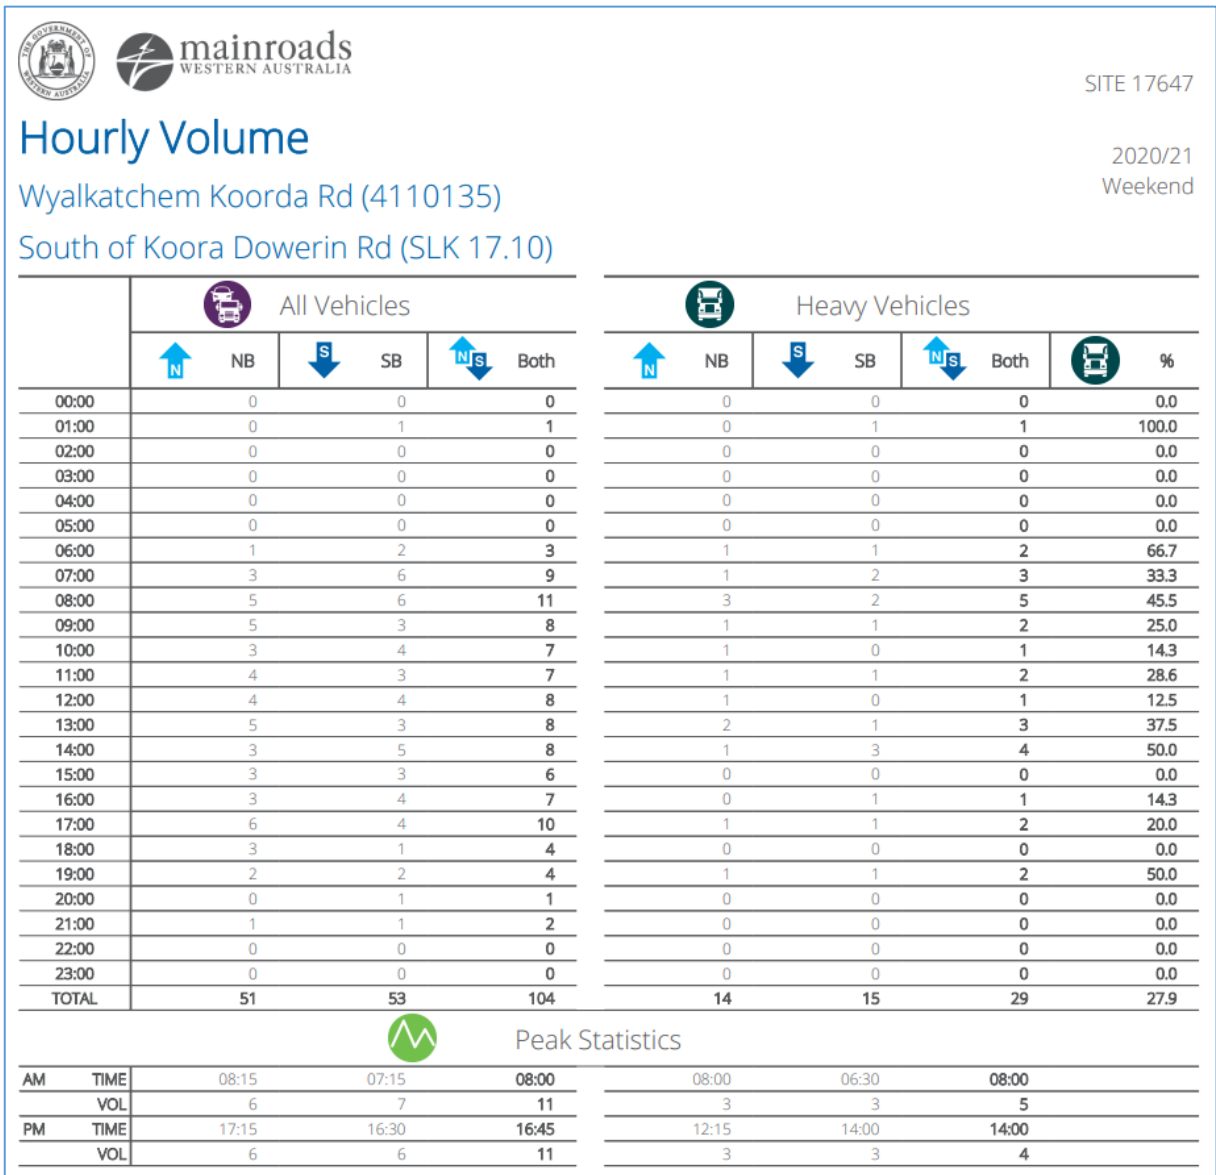 THE GOVERNMENT OF WESTERN AUSTRALIA
mainroads
WESTERN AUSTRALIA
SITE 17647
Hourly Volume
2020/21
Weekend
Wyalkatchem Koorda Rd (4110135)
South of Koora Dowerin Rd (SLK 17.10)
All Vehicles Heavy Vehicles
N NB S SB N S Both N NB S SB N S Both %
00:00 0 0 0 0 0 0 0.0
01:00 0 1 1 0 1 1 100.0
02:00 0 0 0 0 0 0 0.0
03:00 0 0 0 0 0 0 0.0
04:00 0 0 0 0 0 0 0.0
05:00 0 0 0 0 0 0 0.0
06:00 1 2 3 1 1 2 66.7
07:00 3 6 9 1 2 3 33.3
08:00 5 6 11 3 2 5 45.5
09:00 5 3 8 1 1 2 25.0
10:00 3 4 7 1 0 1 14.3
11:00 4 3 7 1 1 2 28.6
12:00 4 4 8 1 0 1 12.5
13:00 5 3 8 2 1 3 37.5
14:00 3 5 8 1 3 4 50.0
15:00 3 3 6 0 0 0 0.0
16:00 3 4 7 0 1 1 14.3
17:00 6 4 10 1 1 2 20.0
18:00 3 1 4 0 0 0 0.0
19:00 2 2 4 1 1 2 50.0
20:00 0 1 1 0 0 0 0.0
21:00 1 1 2 0 0 0 0.0
22:00 0 0 0 0 0 0 0.0
23:00 0 0 0 0 0 0 0.0
TOTAL 51 53 104 14 15 29 27.9
Peak Statistics
AM TIME 08:15 07:15 08:00 08:00 06:30 08:00
VOL 6 7 11 3 3 5
PM TIME 17:15 16:30 16:45 12:15 14:00 14:00
VOL 6 6 11 3 3 4